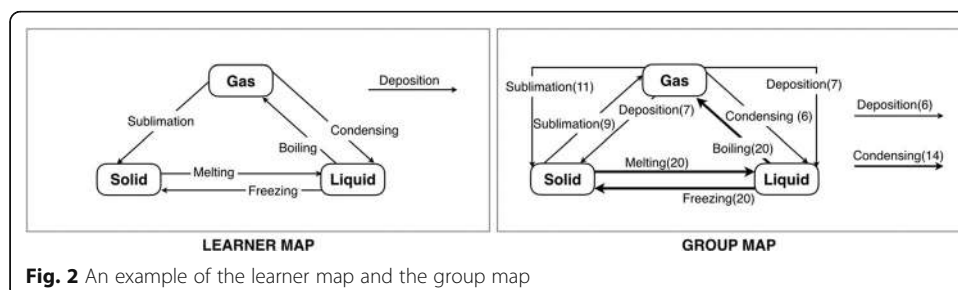 Gas
Deposition
Sublimation
Condensing
Boiling
Solid
Melting
Liquid
Freezing
LEARNER MAP
Gas
Sublimation(11)
Deposition(7)
Deposition(7)
Deposition(6)
Sublimation(9)
Condensing (6)
Boiling(20)
Condensing(14)
Melting(20)
Solid
Liquid
Freezing(20)
GROUP MAP
Fig. 2 An example of the learner map and the group map